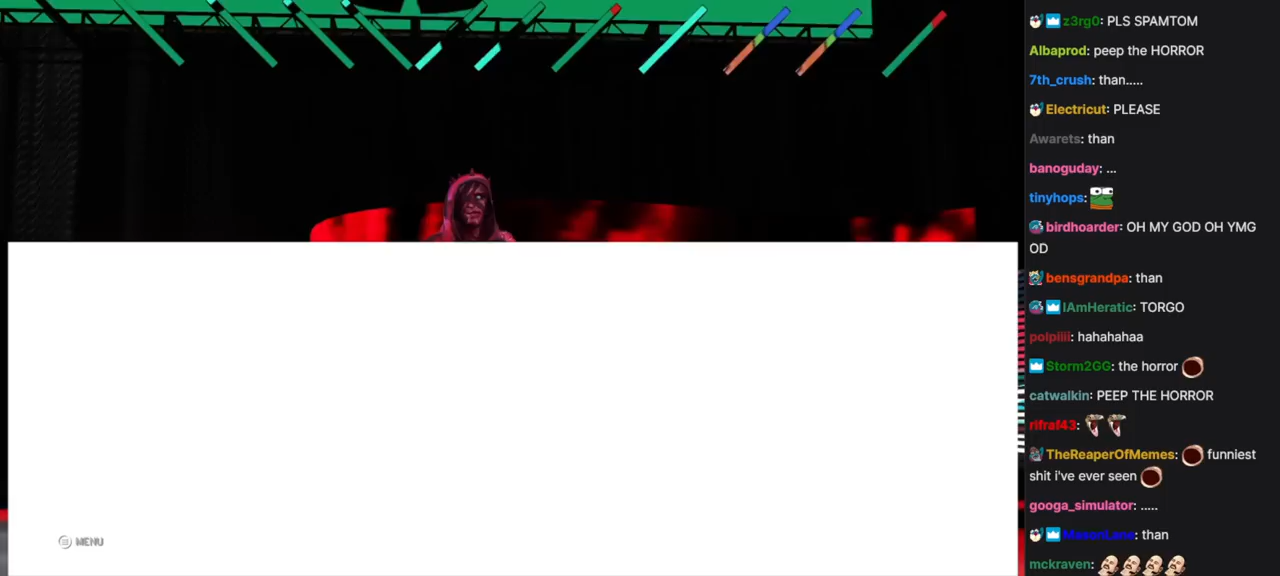 z3rg0: PLS SPAMTOM
Albaprod: peep the HORROR
7th_crush: than.....
Electricut: PLEASE
Awarets: than
banoguday: ...
tinyhops:
birdhoarder: OH MY GOD OH YMG
OD
bensgrandpa: than
IAmHeratic: TORGO
polpiiii: hahahahaa
Storm2GG: the horror
catwalkin: PEEP THE HORROR
rifraf43:
TheReaperOfMemes: funniest
shit i've ever seen
googa_simulator: .....
MasonLane: than
mckraven:
MENU